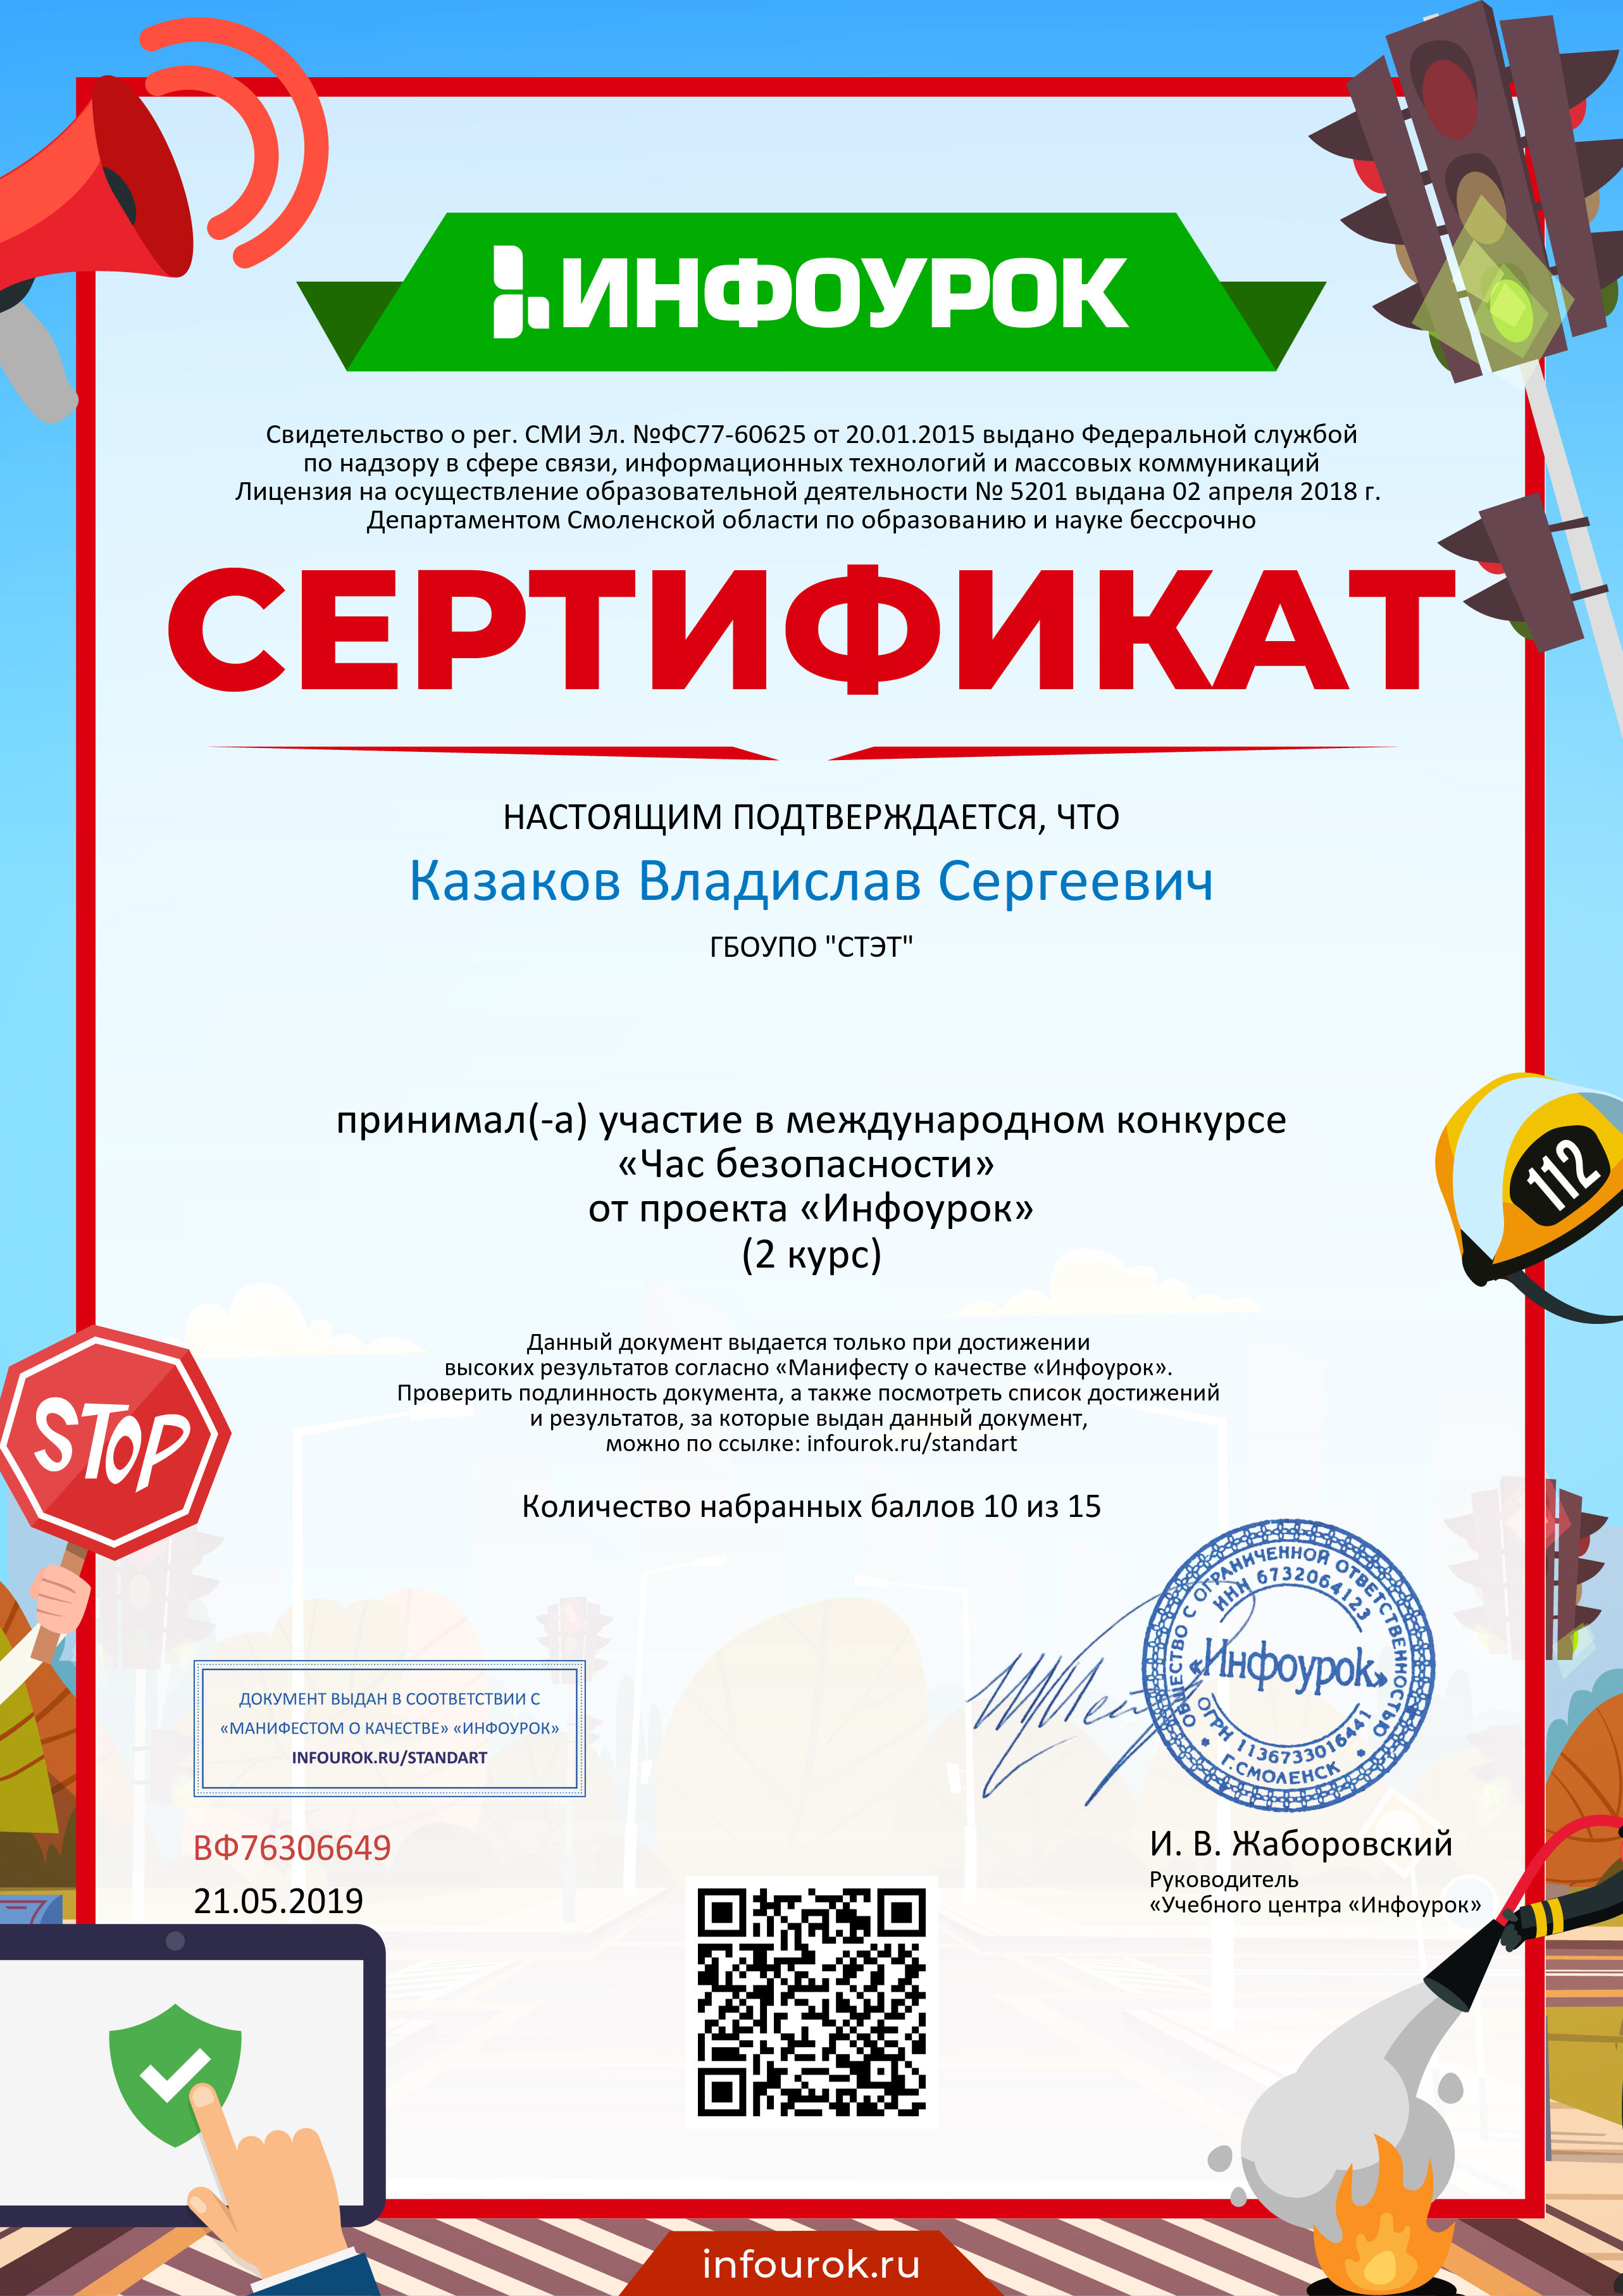 ИНФОУРОК
Свидетельство о рег. СМИ Эл. №ФС77-60625 от 20.01.2015 выдано Федеральной службой
по надзору в сфере связи, информационных технологий и массовых коммуникаций
Лицензия на осуществление образовательной деятельности № 5201 выдана 02 апреля 2018 г.
Департаментом Смоленской области по образованию и науке бессрочно
СЕРТИФИКАТ
НАСТОЯЩИМ ПОДТВЕРЖДАЕТСЯ, ЧТО
Казаков Владислав Сергеевич
ГБОУПО "СТЭТ"
принимал(-а) участие в международном конкурсе
«Час безопасности»
от проекта «Инфоурок»
(2 курс)
112
Данный документ выдается только при достижении
высоких результатов согласно «Манифесту о качестве «Инфоурок».
Проверить подлинность документа, а также посмотреть список достижений
и результатов, за которые выдан данный документ,
можно по ссылке: infourok.ru/standart
STOP
Количество набранных баллов 10 из 15
ОБЩЕСТВО С ОГРАНИЧЕННОЙ ОТВЕТСТВЕННОСТЬЮ
ИНН 6732064123
«Инфоурок»
ОГРН 1136733016441
Г.СМОЛЕНСК
ДОКУМЕНТ ВЫДАН В СООТВЕТСТВИИ С
«МАНИФЕСТОМ О КАЧЕСТВЕ» «ИНФОУРОК»
INFOUROK.RU/STANDART
ВФ76306649
21.05.2019
И. В. Жаборовский
Руководитель
«Учебного центра «Инфоурок»
infourok.ru